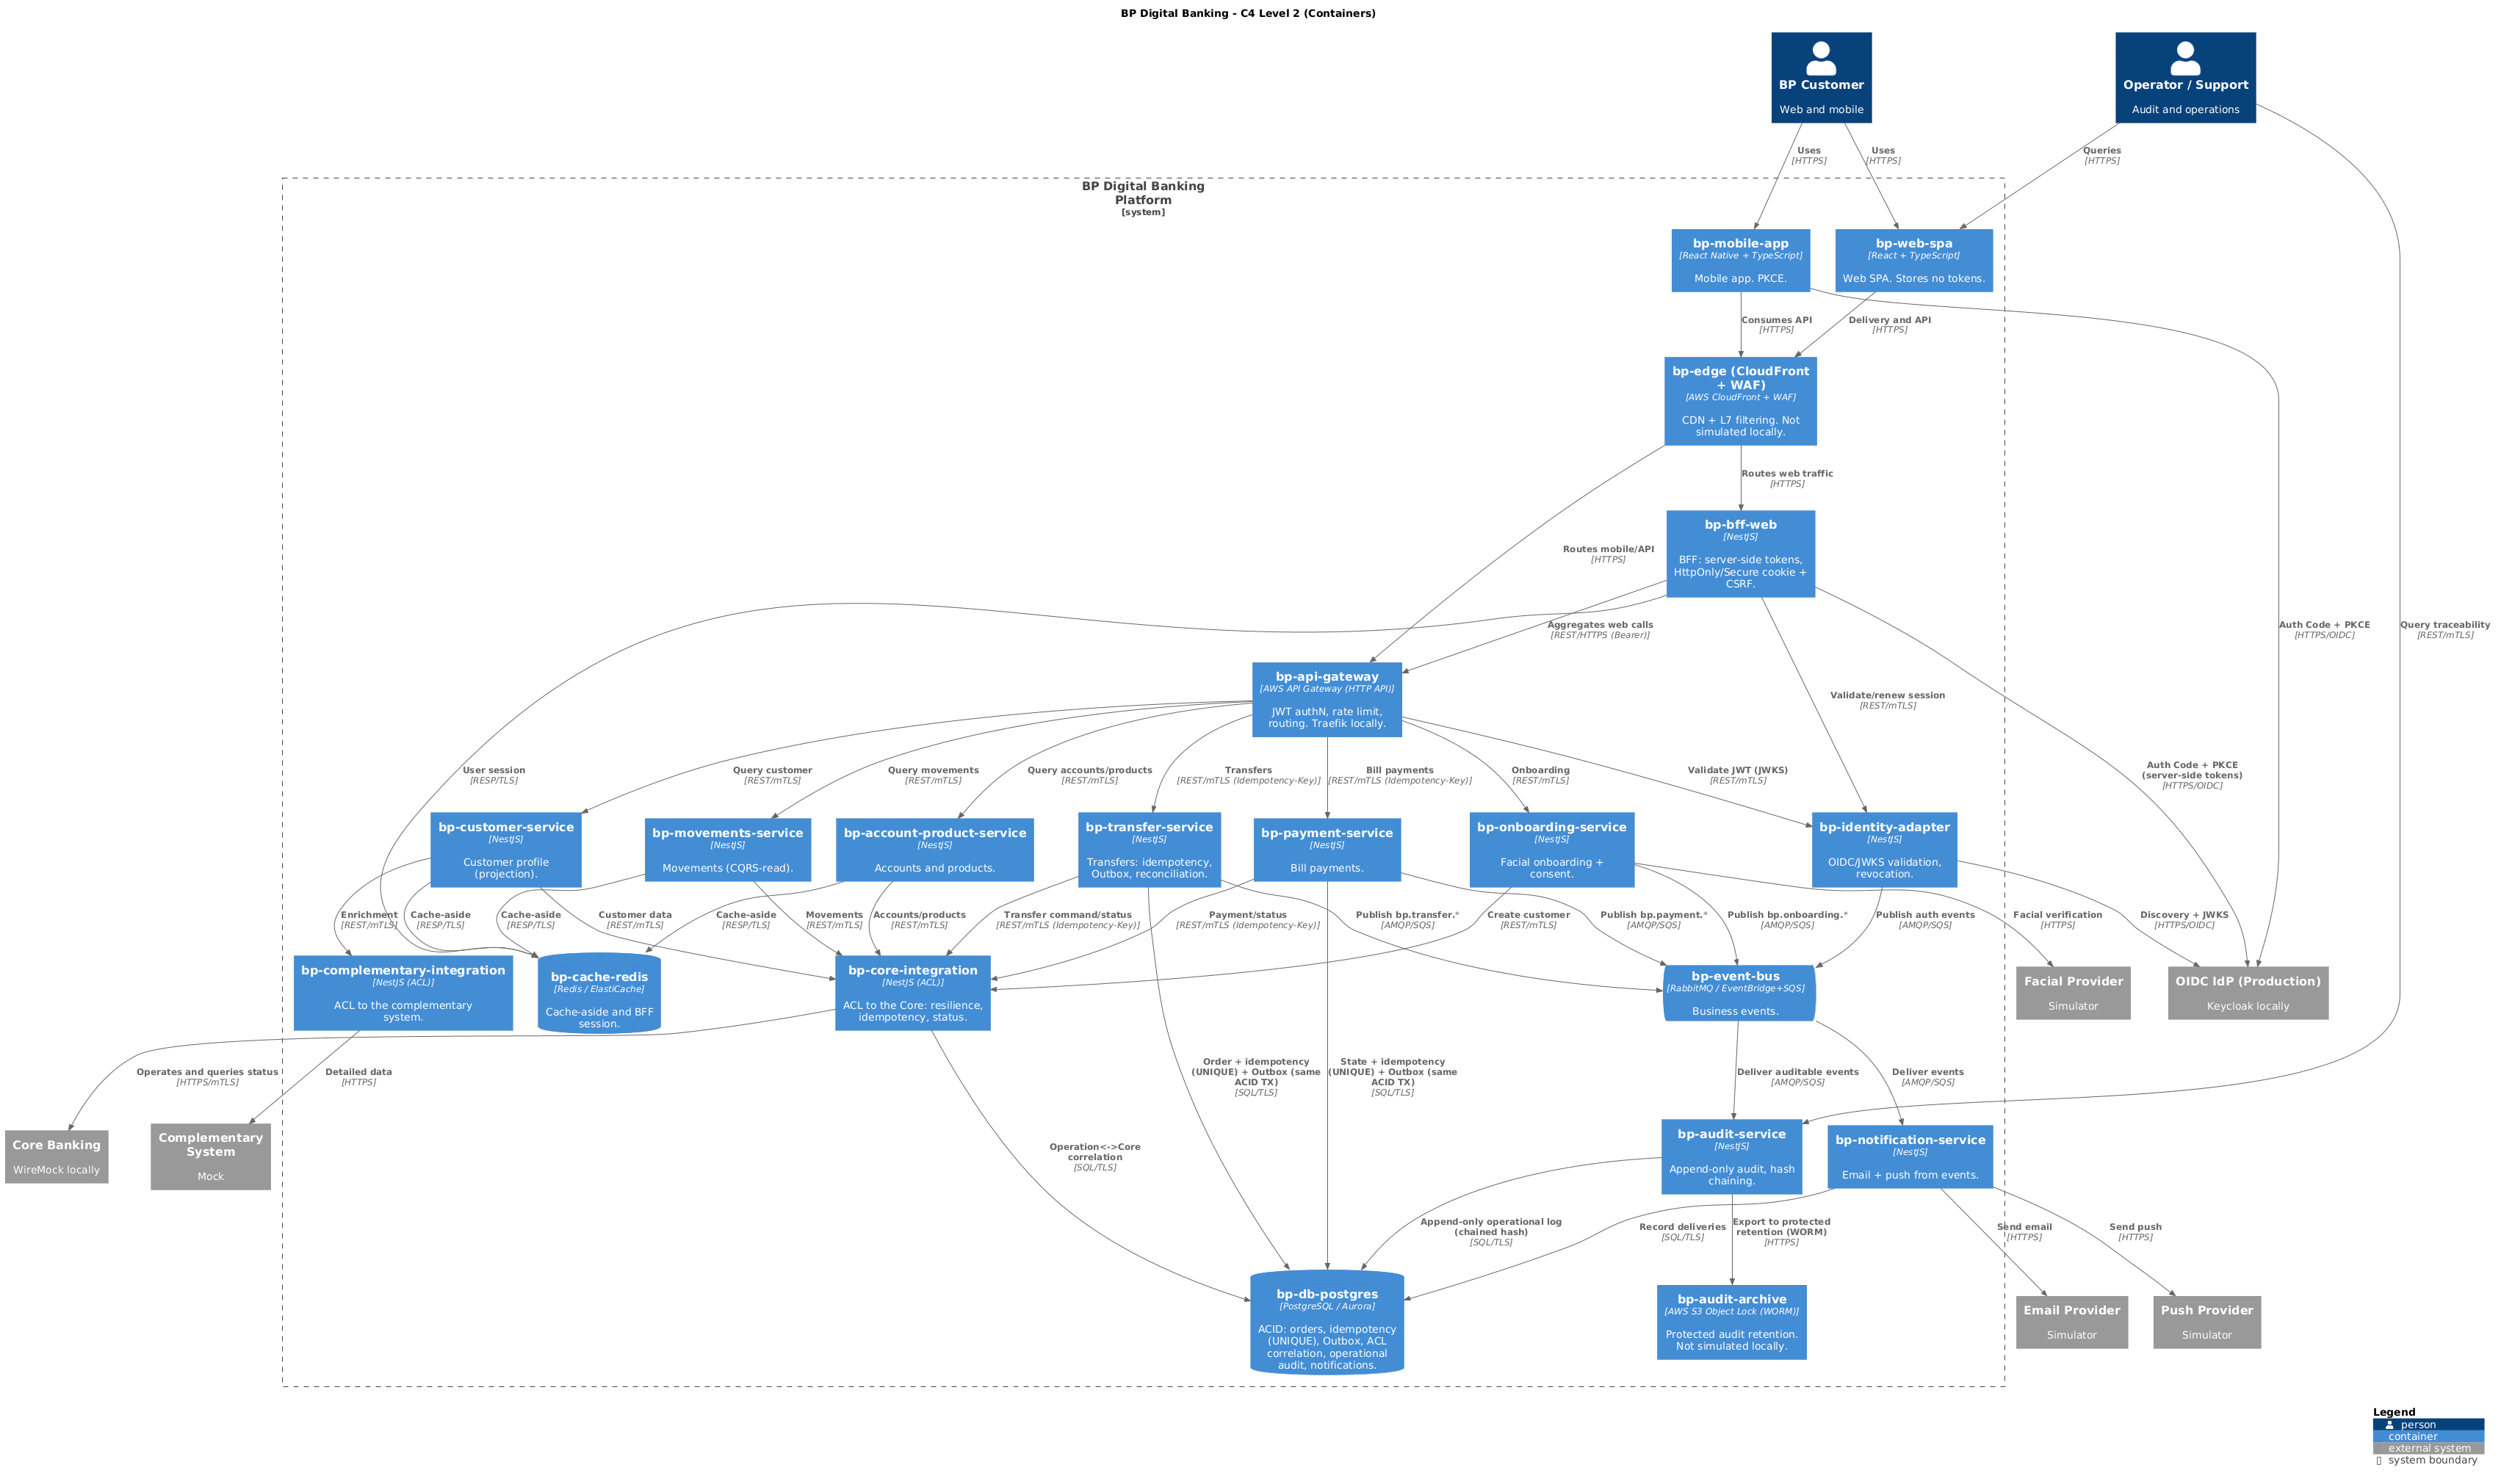 BP Digital Banking - C4 Level 2 (Containers)
BP Customer
Web and mobile
Operator / Support
Audit and operations
Uses
[HTTPS]
Uses
[HTTPS]
Queries
[HTTPS]
BP Digital Banking
Platform
[system]
bp-mobile-app
[React Native + TypeScript]
Mobile app. PKCE.
bp-web-spa
[React + TypeScript]
Web SPA. Stores no tokens.
Consumes API
[HTTPS]
Delivery and API
[HTTPS]
bp-edge (CloudFront
+ WAF)
[AWS CloudFront + WAF]
CDN + L7 filtering. Not
simulated locally.
Routes web traffic
[HTTPS]
bp-bff-web
[NestJS]
BFF: server-side tokens,
HttpOnly/Secure cookie +
CSRF.
Routes mobile/API
[HTTPS]
Aggregates web calls
[REST/HTTPS (Bearer)]
Auth Code + PKCE
[HTTPS/OIDC]
Query traceability
[REST/mTLS]
bp-api-gateway
[AWS API Gateway (HTTP API)]
JWT authN, rate limit,
routing. Traefik locally.
Validate/renew session
[REST/mTLS]
User session
[RESP/TLS]
Query customer
[REST/mTLS]
Query movements
[REST/mTLS]
Query accounts/products
[REST/mTLS]
Transfers
[REST/mTLS (Idempotency-Key)]
Bill payments
[REST/mTLS (Idempotency-Key)]
Onboarding
[REST/mTLS]
Validate JWT (JWKS)
[REST/mTLS]
Auth Code + PKCE
(server-side tokens)
[HTTPS/OIDC]
bp-customer-service
[NestJS]
Customer profile
(projection).
bp-movements-service
[NestJS]
Movements (CQRS-read).
bp-account-product-service
[NestJS]
Accounts and products.
bp-transfer-service
[NestJS]
Transfers: idempotency,
Outbox, reconciliation.
bp-payment-service
[NestJS]
Bill payments.
bp-onboarding-service
[NestJS]
Facial onboarding +
consent.
bp-identity-adapter
[NestJS]
OIDC/JWKS validation,
revocation.
Enrichment
[REST/mTLS]
Cache-aside
[RESP/TLS]
Cache-aside
[RESP/TLS]
Customer data
[REST/mTLS]
Cache-aside
[RESP/TLS]
Movements
[REST/mTLS]
Accounts/products
[REST/mTLS]
Transfer command/status
[REST/mTLS (Idempotency-Key)]
Payment/status
[REST/mTLS (Idempotency-Key)]
Publish bp.transfer.*
[AMQP/SQS]
Create customer
[REST/mTLS]
Publish bp.payment.*
[AMQP/SQS]
Publish bp.onboarding.*
[AMQP/SQS]
Publish auth events
[AMQP/SQS]
Facial verification
[HTTPS]
Discovery + JWKS
[HTTPS/OIDC]
bp-complementary-integration
[NestJS (ACL)]
ACL to the complementary
system.
bp-cache-redis
[Redis / ElastiCache]
Cache-aside and BFF
session.
bp-core-integration
[NestJS (ACL)]
ACL to the Core: resilience,
idempotency, status.
bp-event-bus
[RabbitMQ / EventBridge+SQS]
Business events.
Facial Provider
Simulator
OIDC IdP (Production)
Keycloak locally
Operates and queries status
[HTTPS/mTLS]
Detailed data
[HTTPS]
Order + idempotency
(UNIQUE) + Outbox (same
ACID TX)
[SQL/TLS]
State + idempotency
(UNIQUE) + Outbox (same
ACID TX)
[SQL/TLS]
Deliver auditable events
[AMQP/SQS]
Deliver events
[AMQP/SQS]
Core Banking
WireMock locally
Complementary
System
Mock
Operation<->Core
correlation
[SQL/TLS]
bp-audit-service
[NestJS]
Append-only audit, hash
chaining.
bp-notification-service
[NestJS]
Email + push from events.
Append-only operational log
(chained hash)
[SQL/TLS]
Record deliveries
[SQL/TLS]
Export to protected
retention (WORM)
[HTTPS]
Send email
[HTTPS]
Send push
[HTTPS]
bp-db-postgres
[PostgreSQL / Aurora]
ACID: orders, idempotency
(UNIQUE), Outbox, ACL
correlation, operational
audit, notifications.
bp-audit-archive
[AWS S3 Object Lock (WORM)]
Protected audit retention.
Not simulated locally.
Email Provider
Simulator
Push Provider
Simulator
Legend
person
container
external system
system boundary